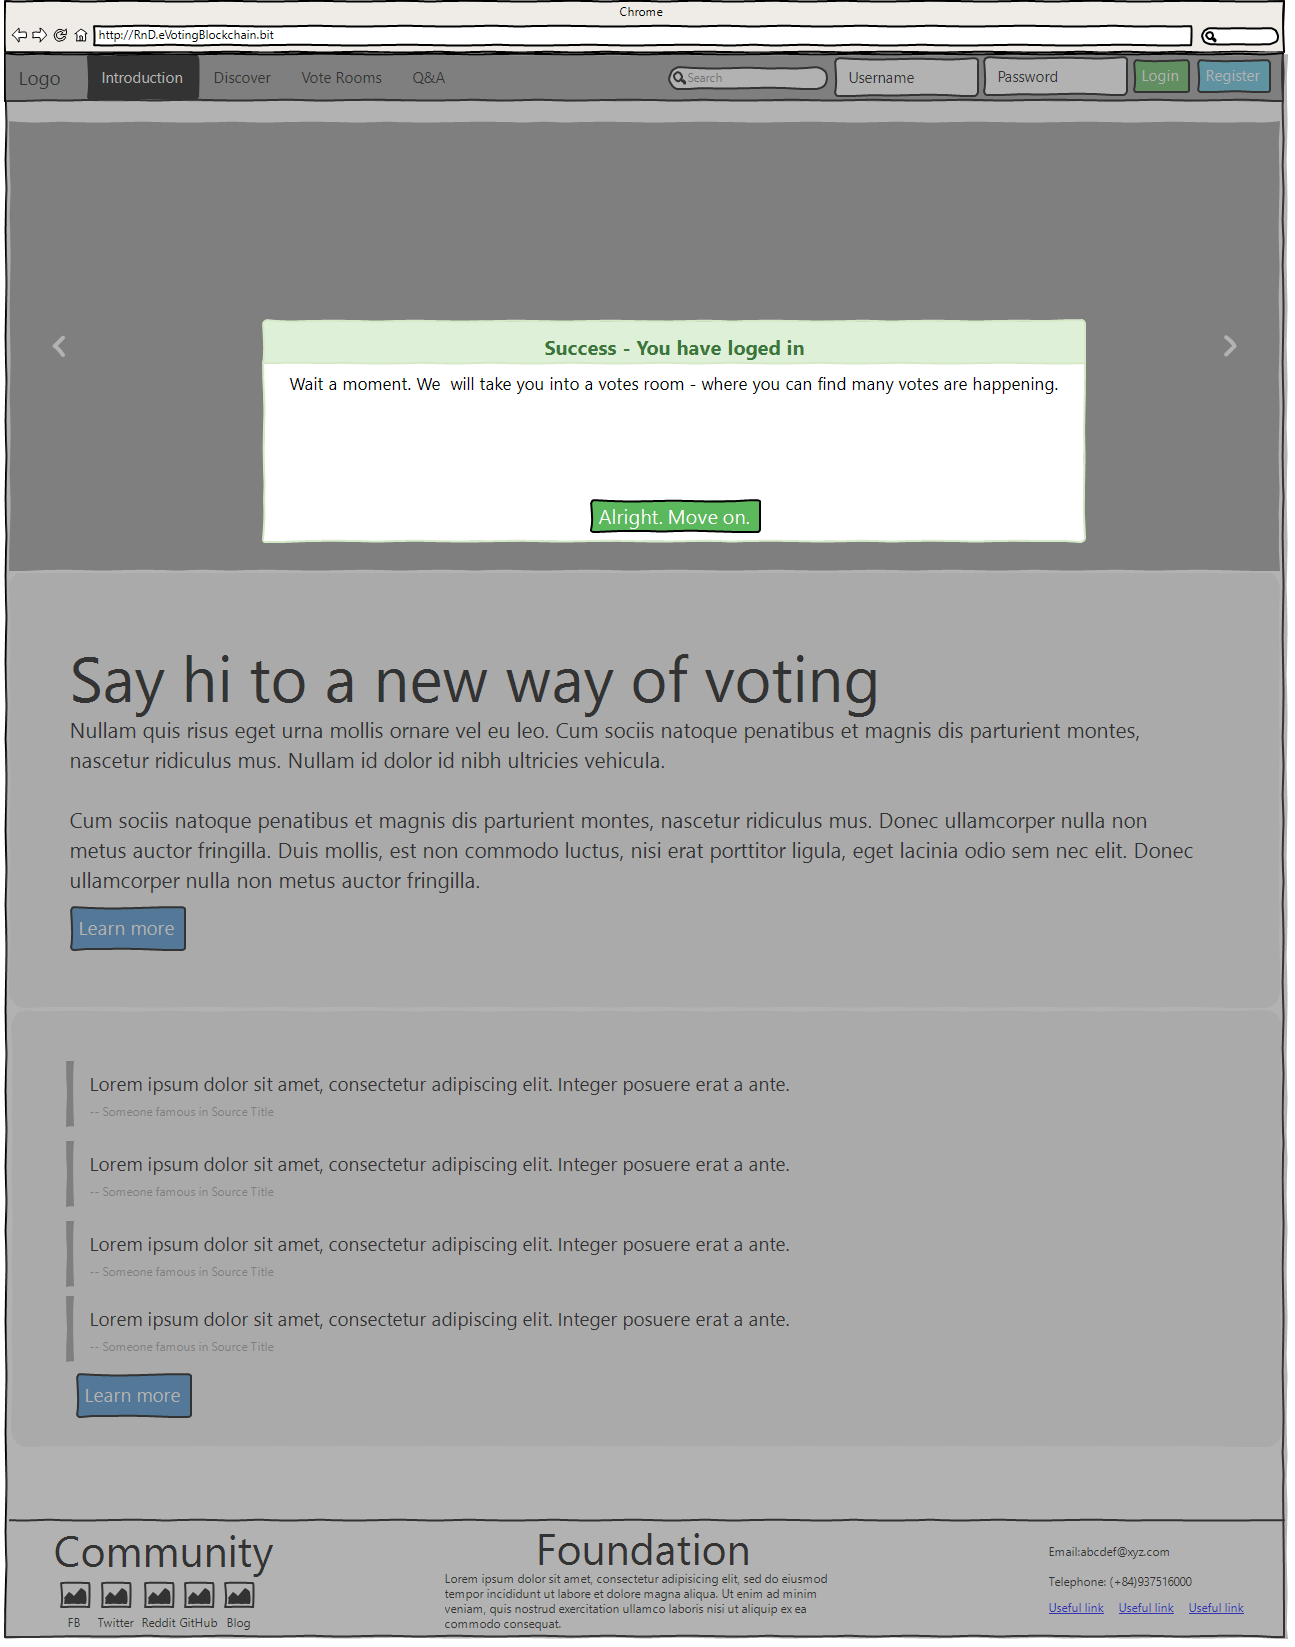 Chrome
http://RnD.eVotingBlockchain.bit
Logo Introduction Discover Vote Rooms Q&A Search Username Password Login Register
Success - You have loged in
Wait a moment. We  will take you into a votes room - where you can find many votes are happening.
Alright. Move on.
Say hi to a new way of voting
Nullam quis risus eget urna mollis ornare vel eu leo. Cum sociis natoque penatibus et magnis dis parturient montes,
nascetur ridiculus mus. Nullam id dolor id nibh ultricies vehicula.
Cum sociis natoque penatibus et magnis dis parturient montes, nascetur ridiculus mus. Donec ullamcorper nulla non
metus auctor fringilla. Duis mollis, est non commodo luctus, nisi erat porttitor ligula, eget lacinia odio sem nec elit. Donec
ullamcorper nulla non metus auctor fringilla.
Learn more
Lorem ipsum dolor sit amet, consectetur adipiscing elit. Integer posuere erat a ante.
-- Someone famous in Source Title
Lorem ipsum dolor sit amet, consectetur adipiscing elit. Integer posuere erat a ante.
-- Someone famous in Source Title
Lorem ipsum dolor sit amet, consectetur adipiscing elit. Integer posuere erat a ante.
-- Someone famous in Source Title
Lorem ipsum dolor sit amet, consectetur adipiscing elit. Integer posuere erat a ante.
-- Someone famous in Source Title
Learn more
Community
FB Twitter Reddit GitHub Blog
Foundation
Lorem ipsum dolor sit amet, consectetur adipisicing elit, sed do eiusmod
tempor incididunt ut labore et dolore magna aliqua. Ut enim ad minim
veniam, quis nostrud exercitation ullamco laboris nisi ut aliquip ex ea
commodo consequat.
Email:abcdef@xyz.com
Telephone: (+84)937516000
Useful link Useful link Useful link